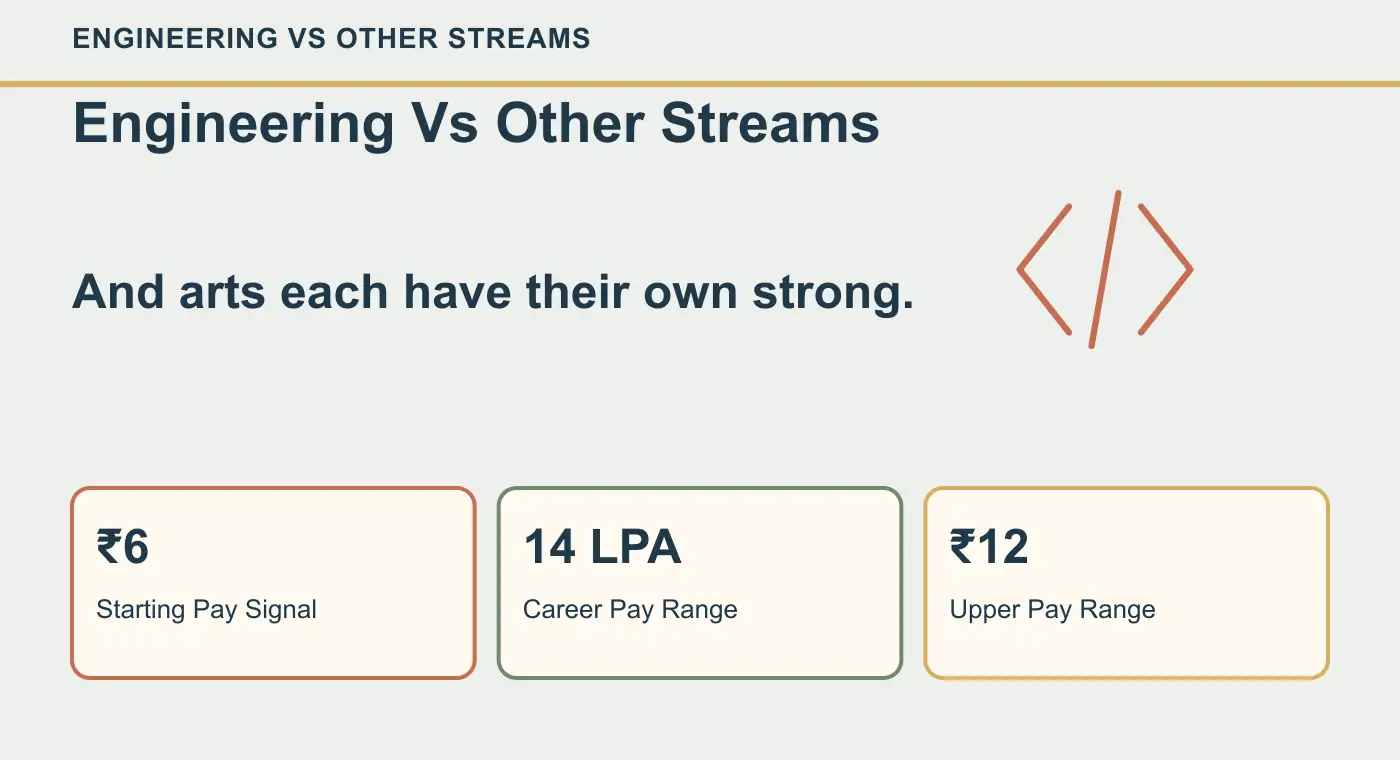 ENGINEERING VS OTHER STREAMS
Engineering Vs Other Streams
And arts each have their own strong.
₹6
Starting Pay Signal
14 LPA
Career Pay Range
₹12
Upper Pay Range